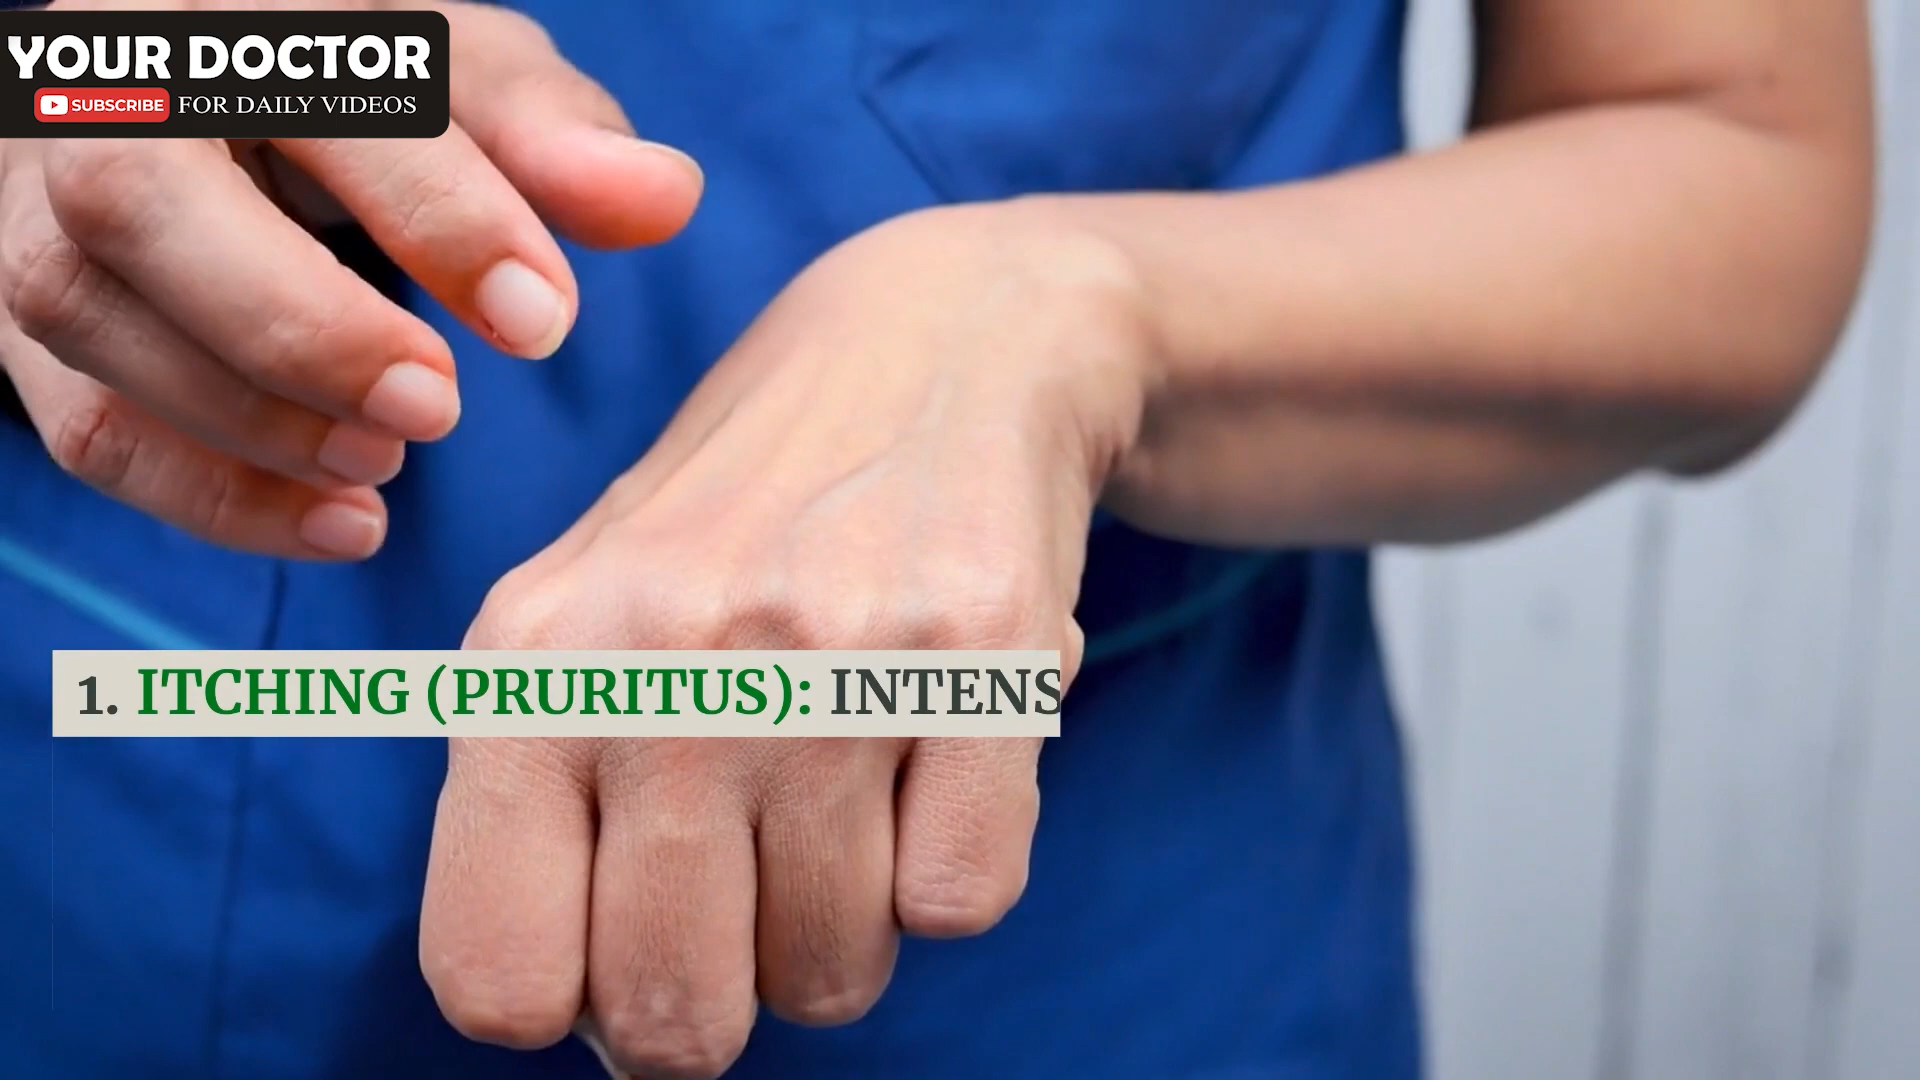 YOUR DOCTOR
SUBSCRIBE FOR DAILY VIDEOS
1. ITCHING (PRURITUS): INTENS